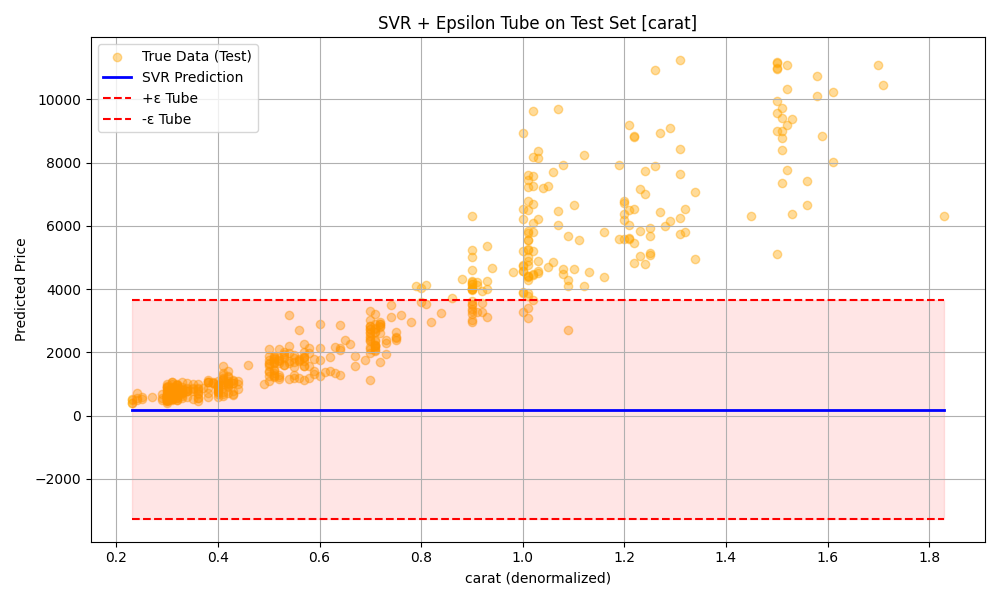 SVR + Epsilon Tube on Test Set [carat]
True Data (Test)
SVR Prediction
+ε Tube
-ε Tube
Predicted Price
10000
8000
6000
4000
2000
0
−2000
0.2 0.4 0.6 0.8 1.0 1.2 1.4 1.6 1.8
carat (denormalized)